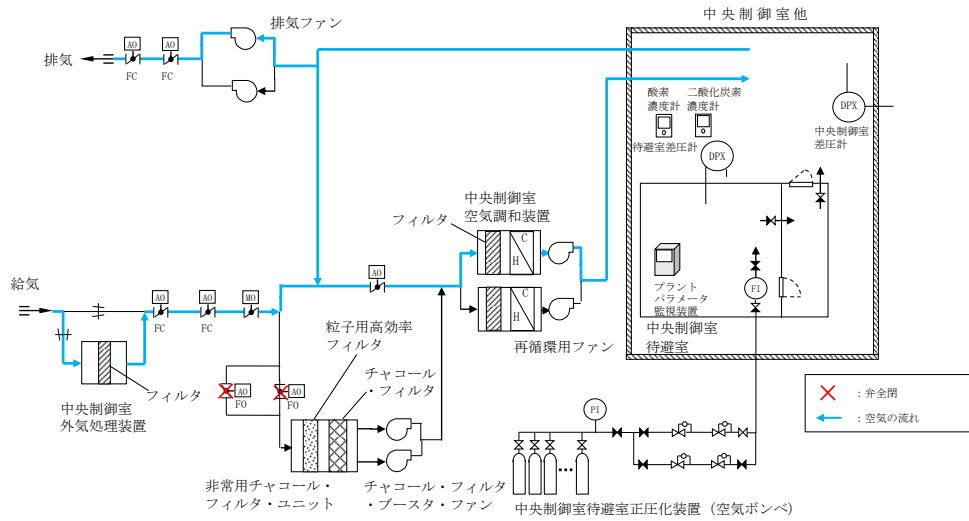 中央制御室他
排気ファン
AO
AO
排気
FC
FC
酸素
濃度計
二酸化炭素
濃度計
DPX
中央制御室
差圧計
待避室差圧計
DPX
中央制御室
空気調和装置
フィルタ
C
H
C
H
再循環用ファン
給気
AO
AO
MO
AO
FC
FC
フィルタ
中央制御室
外気処理装置
粒子用高効率
フィルタ
チャコール
・フィルタ
AO
FO
AO
FO
非常用チャコール・
フィルタ・ユニット
チャコール・フィルタ
・ブースタ・ファン
プラント
パラメータ
監視装置
FI
中央制御室
待避室
PI
中央制御室待避室正圧化装置（空気ボンベ）
：弁全閉
：空気の流れ